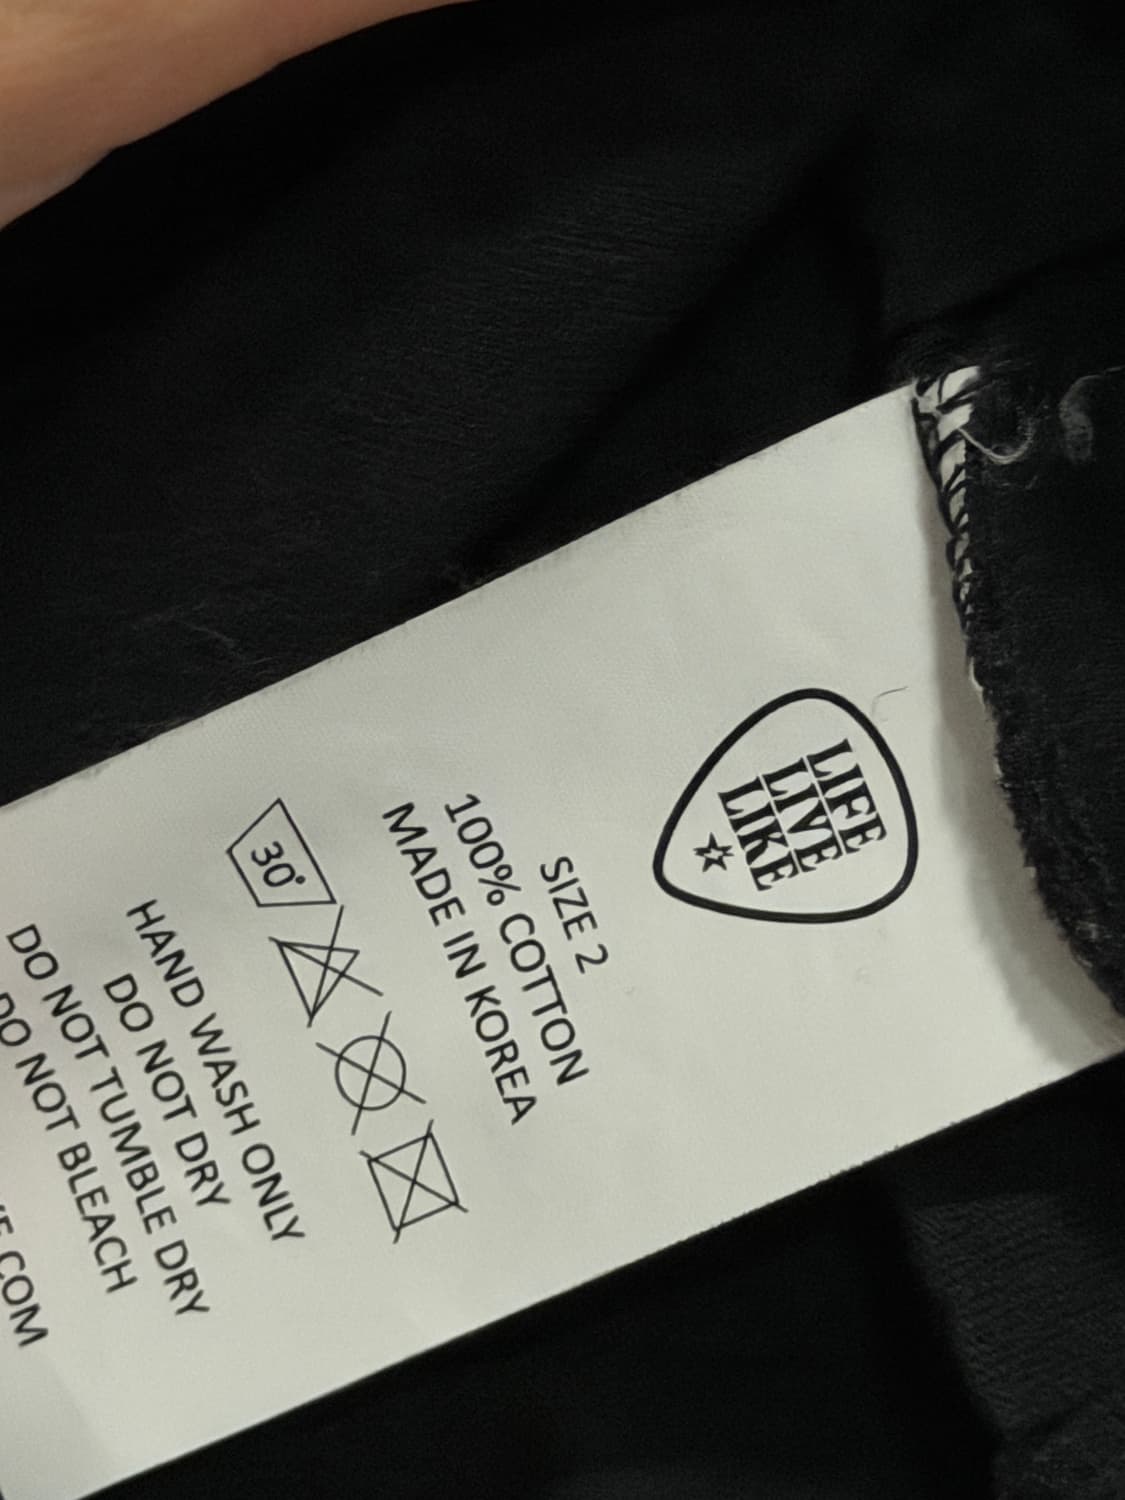 LIFE
LIVE
LIKE
SIZE 2
100% COTTON
MADE IN KOREA
30°
HAND WASH ONLY
DO NOT DRY
DO NOT TUMBLE DRY
DO NOT BLEACH
.COM